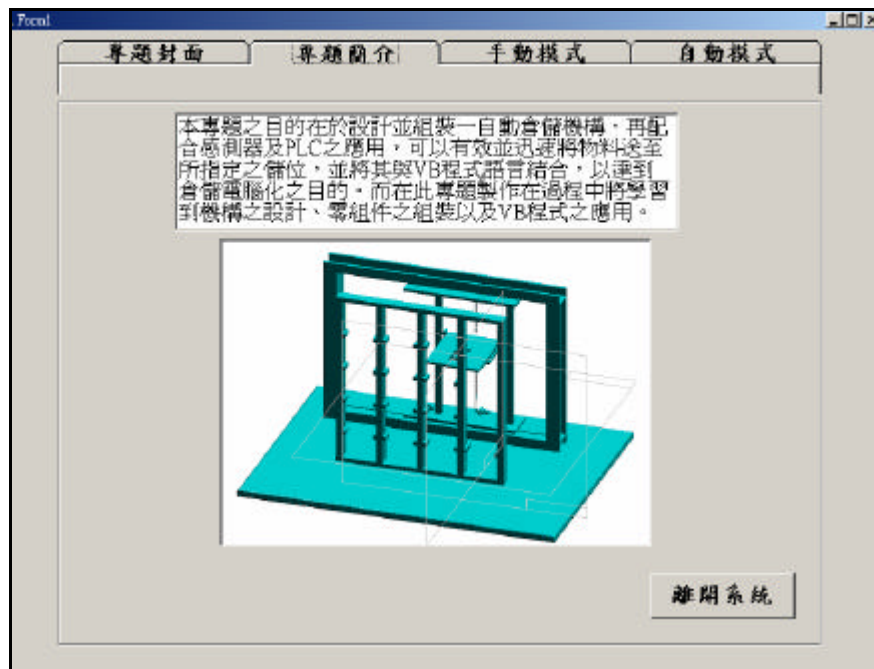 Form1
專題封面
專題簡介
手動模式
自動模式
本專題之目的在於設計並組裝一自動倉儲機構，再配
合感測器及PLC之應用，可以有效並迅速將物料送至
所指定之儲位，並將其與VB程式語言結合，以達到
倉儲電腦化之目的。而在此專題製作在過程中將學習
到機構之設計、零組件之組裝以及VB程式之應用。
離開系統